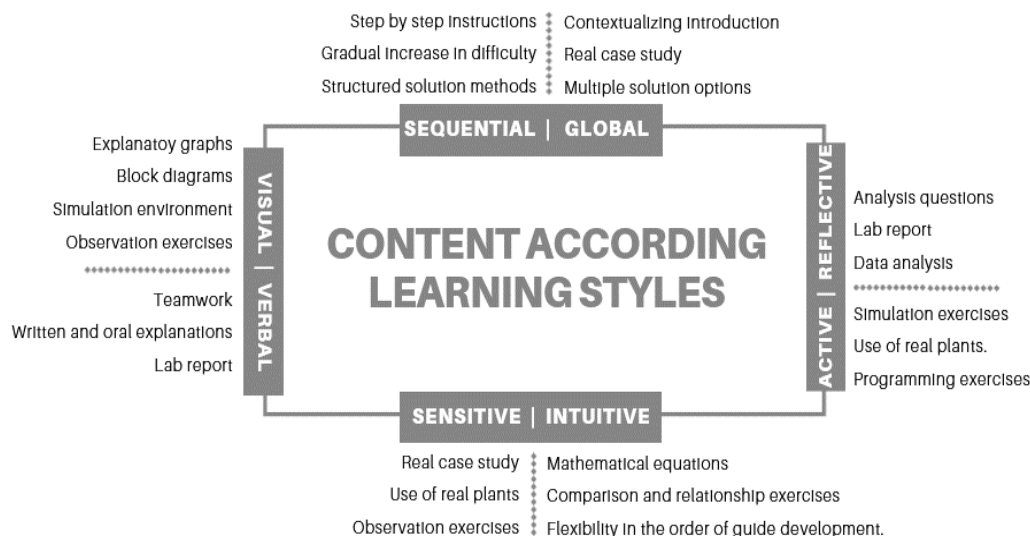 Step by step instructions
Gradual increase in difficulty
Structured solution methods
Contextualizing introduction
Real case study
Multiple solution options
SEQUENTIAL | GLOBAL
Explanatoy graphs
Block diagrams
Simulation environment
Observation exercises
Teamwork
Written and oral explanations
Lab report
VISUAL | VERBAL
CONTENT ACCORDING
LEARNING STYLES
ACTIVE | REFLECTIVE
Analysis questions
Lab report
Data analysis
Simulation exercises
Use of real plants.
Programming exercises
SENSITIVE | INTUITIVE
Real case study
Use of real plants
Observation exercises
Mathematical equations
Comparison and relationship exercises
Flexibility in the order of guide development.